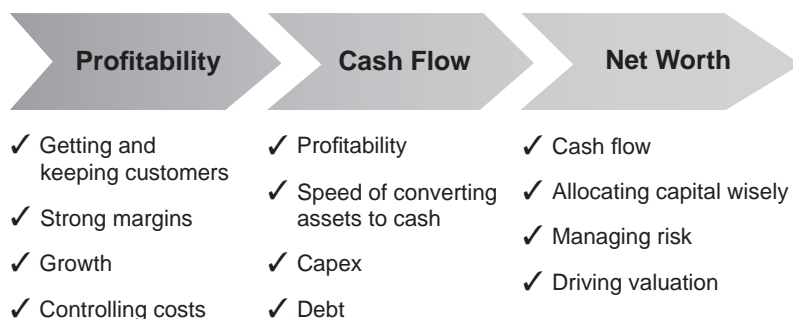 Profitability
Cash Flow
Net Worth
✓ Getting and
keeping customers
✓ Strong margins
✓ Growth
✓ Controlling costs
✓ Profitability
✓ Speed of converting
assets to cash
✓ Capex
✓ Debt
✓ Cash flow
✓ Allocating capital wisely
✓ Managing risk
✓ Driving valuation